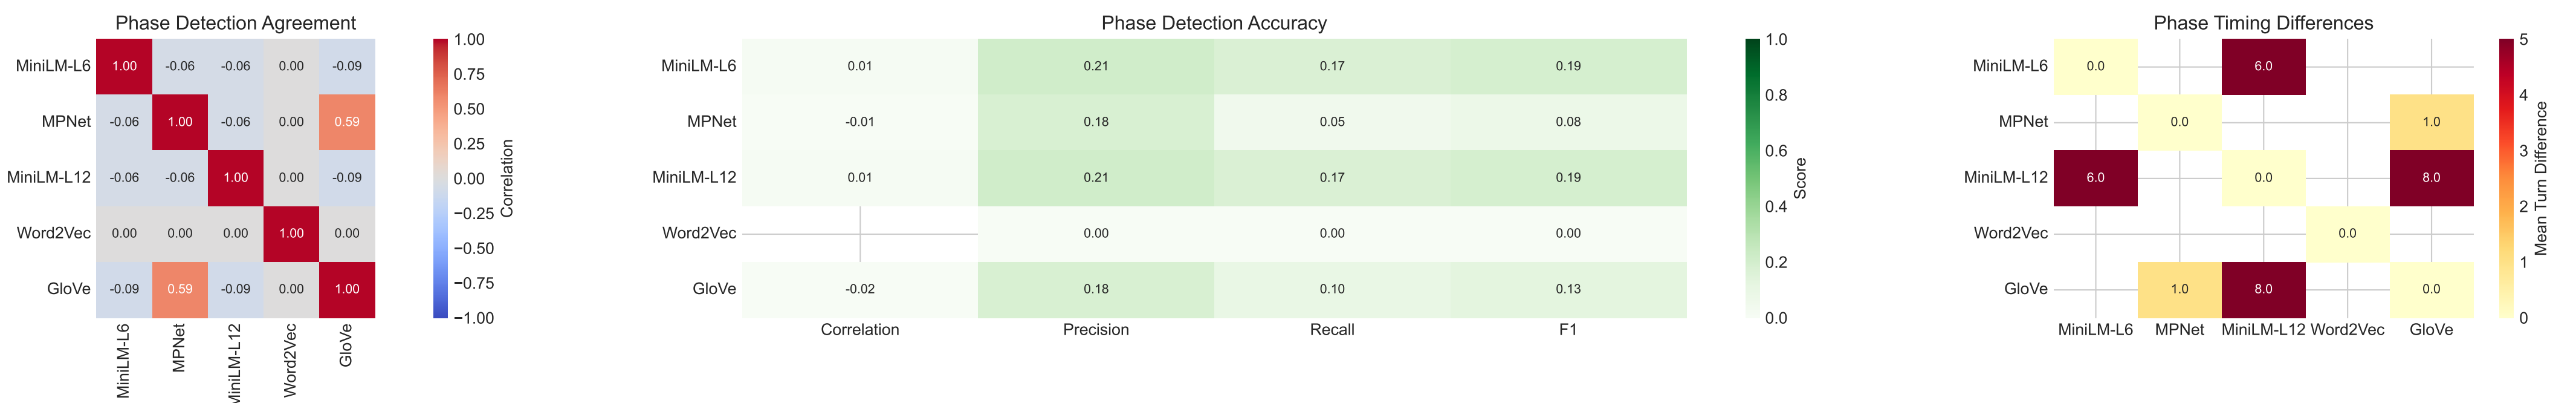 Phase Detection Agreement
MiniLM-L6 1.00 -0.06 -0.06 0.00 -0.09
MPNet -0.06 1.00 -0.06 0.00 0.59
MiniLM-L12 -0.06 -0.06 1.00 0.00 -0.09
Word2Vec 0.00 0.00 0.00 1.00 0.00
GloVe -0.09 0.59 -0.09 0.00 1.00
MiniLM-L6 MPNet MiniLM-L12 Word2Vec GloVe
1.00
0.75
0.50
0.25
0.00
−0.25
−0.50
−0.75
−1.00
Correlation
Phase Detection Accuracy
MiniLM-L6 0.01 0.21 0.17 0.19
MPNet -0.01 0.18 0.05 0.08
MiniLM-L12 0.01 0.21 0.17 0.19
Word2Vec 0.00 0.00 0.00
GloVe -0.02 0.18 0.10 0.13
Correlation Precision Recall F1
1.0
0.8
0.6
0.4
0.2
0.0
Score
Phase Timing Differences
MiniLM-L6 0.0 6.0
MPNet 0.0 1.0
MiniLM-L12 6.0 0.0 8.0
Word2Vec 0.0
GloVe 1.0 8.0 0.0
MiniLM-L6 MPNet MiniLM-L12 Word2Vec GloVe
5
4
3
2
1
0
Mean Turn Difference